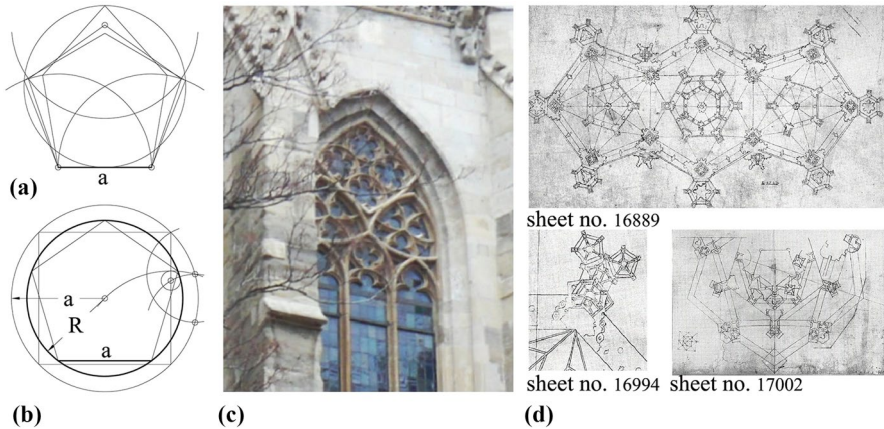 (a)
a
a
R
a
(b)
(c)
sheet no. 16889
sheet no. 16994
sheet no. 17002
(d)